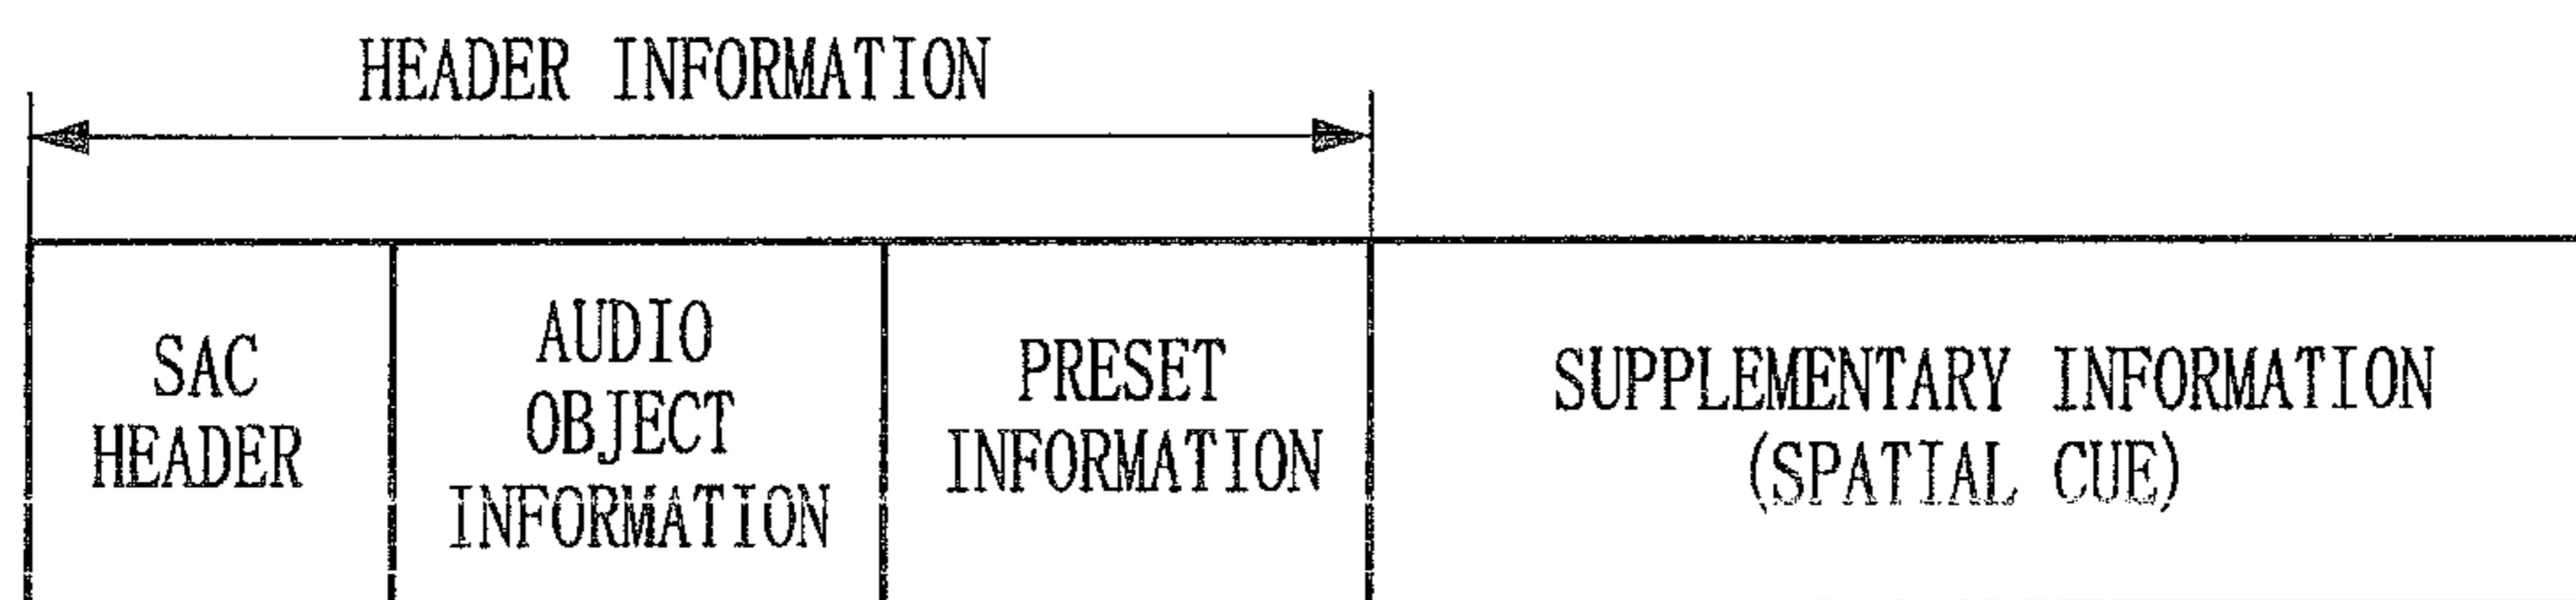 HEADER INFORMATION
SAC
HEADER
AUDIO
OBJECT
INFORMATION
PRESET
INFORMATION
SUPPLEMENTARY INFORMATION
(SPATIAL CUE)